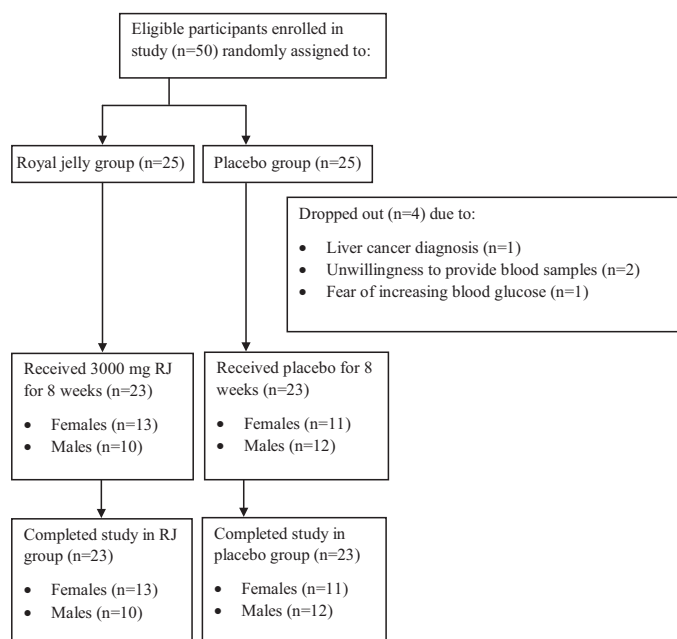 Eligible participants enrolled in
study (n=50) randomly assigned to:
Royal jelly group (n=25)
Placebo group (n=25)
Dropped out (n=4) due to:
• Liver cancer diagnosis (n=1)
• Unwillingness to provide blood samples (n=2)
• Fear of increasing blood glucose (n=1)
Received 3000 mg RJ
for 8 weeks (n=23)
• Females (n=13)
• Males (n=10)
Received placebo for 8
weeks (n=23)
• Females (n=11)
• Males (n=12)
Completed study in RJ
group (n=23)
• Females (n=13)
• Males (n=10)
Completed study in
placebo group (n=23)
• Females (n=11)
• Males (n=12)